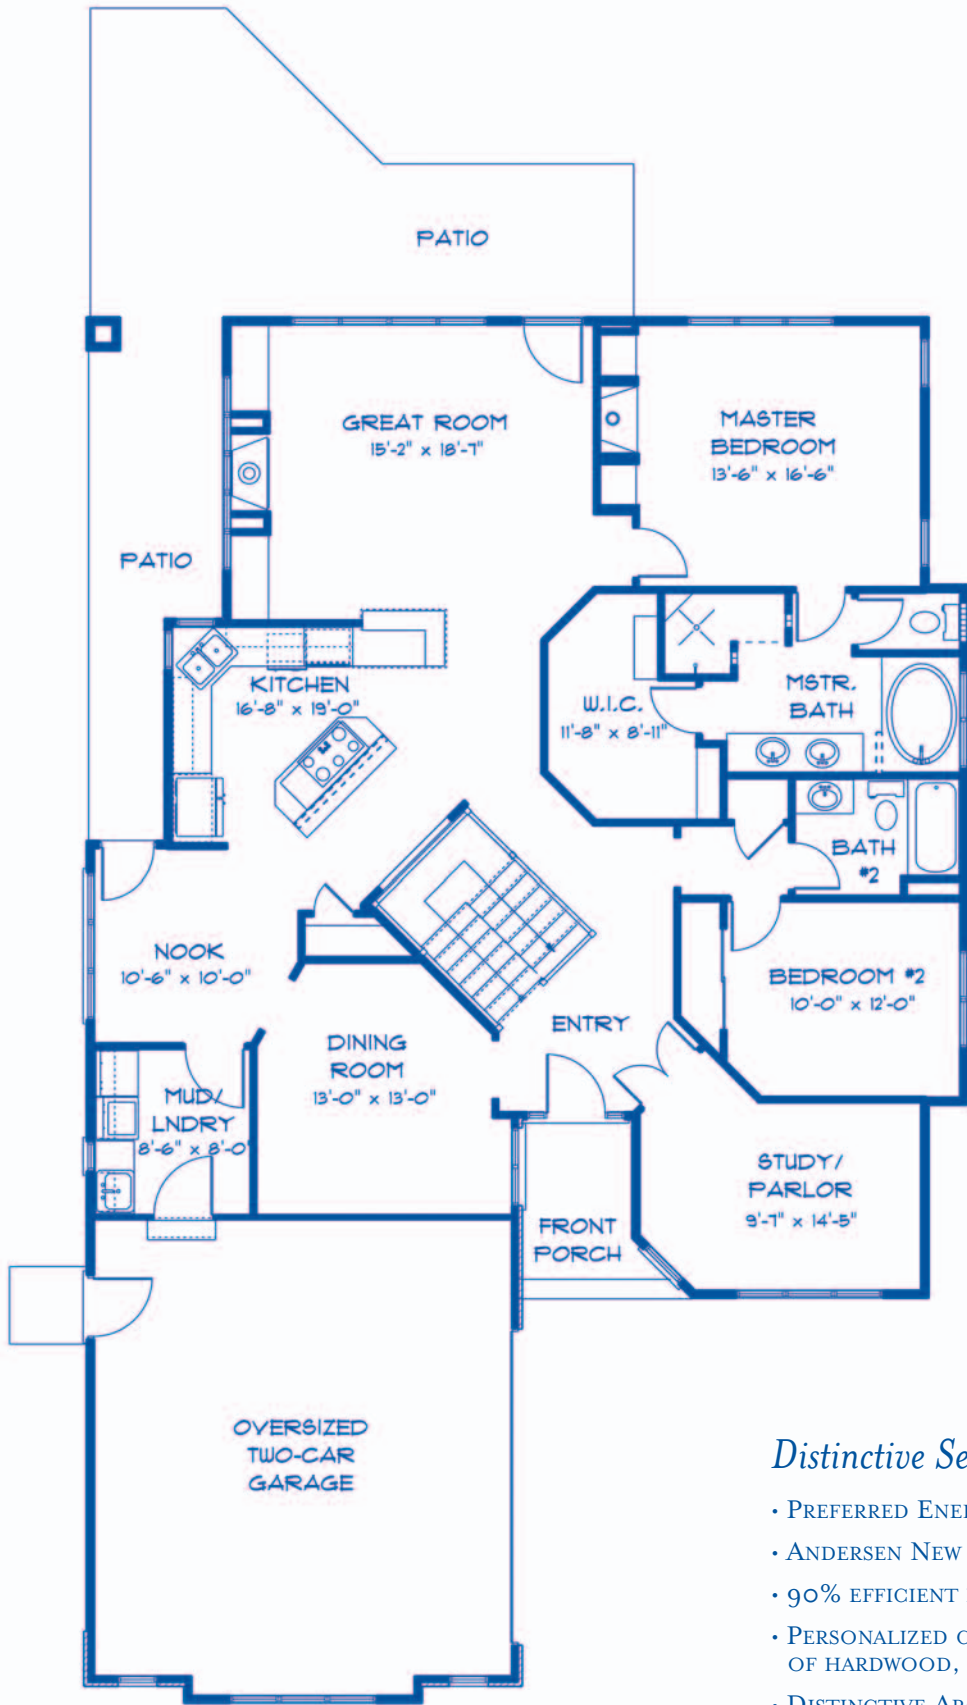 PATIO
GREAT ROOM
15'-2" x 18'-7"
MASTER
BEDROOM
13'-6" x 16'-6"
PATIO
KITCHEN
16'-8" x 19'-0"
W.I.C.
11'-8" x 8'-11"
MSTR.
BATH
BATH
#2
NOOK
10'-6" x 10'-0"
BEDROOM #2
10'-0" x 12'-0"
ENTRY
DINING
ROOM
13'-0" x 13'-0"
MUD/
LNDRY
8'-6" x 8'-0
STUDY/
PARLOR
9'-7" x 14'-5"
FRONT
PORCH
OVERSIZED
TWO-CAR
GARAGE
Distinctive Se
• PREFERRED ENE
• ANDERSEN NEW
• 90% EFFICIENT
• PERSONALIZED
OF HARDWOOD,
• DISTINCTIVE